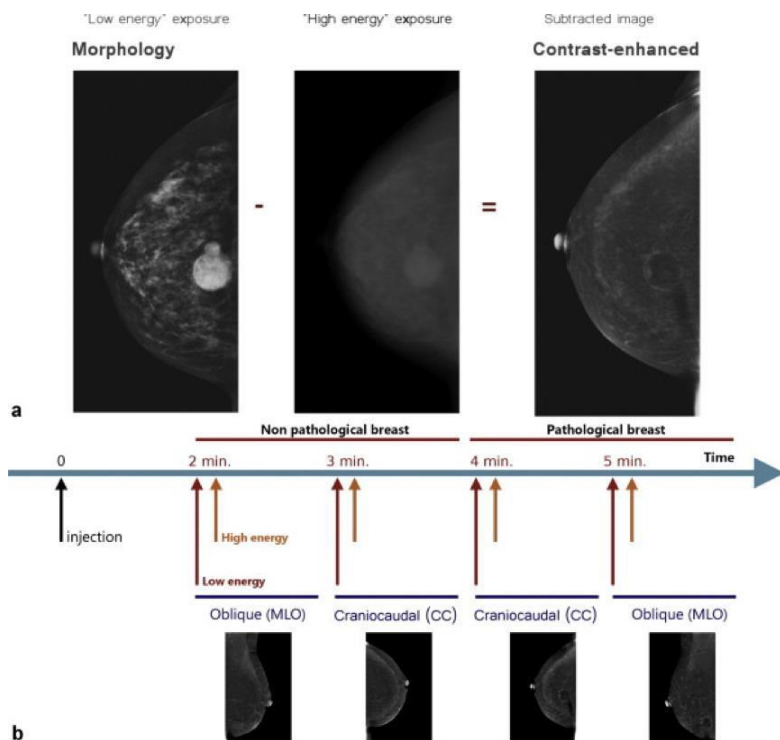 "Low energy" exposure
"High energy" exposure
Subtracted image
Morphology
Contrast-enhanced
-
=
a
Non pathological breast
Pathological breast
0
2 min.
3 min.
4 min.
5 min.
Time
injection
High energy
Low energy
Oblique (MLO)
Craniocaudal (CC)
Craniocaudal (CC)
Oblique (MLO)
b